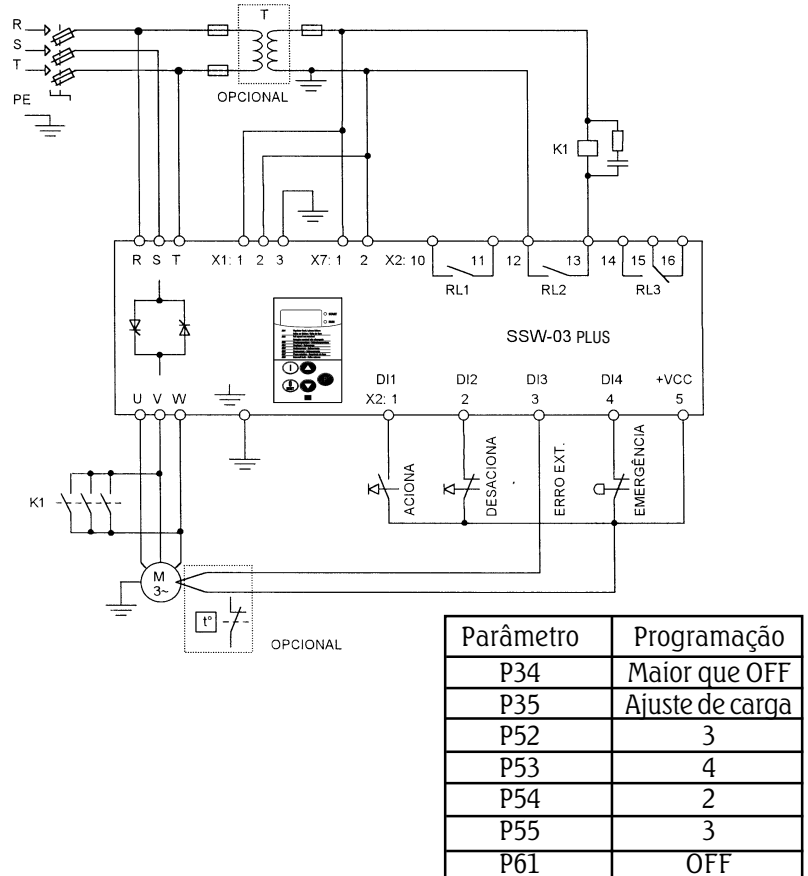 T
R
S
T
PE
OPCIONAL
K1
R S T X1: 1 2 3 X7: 1 2 X2: 10 11 12 13 14 15 16
RL1 RL2 RL3
SSW-03 PLUS
DI1 DI2 DI3 DI4 +VCC
U V W X2: 1 2 3 4 5
ACIONA
DESACIONA
ERRO EXT.
EMERGÊNCIA
K1
M
3~
t°
OPCIONAL
Parâmetro Programação
P34 Maior que OFF
P35 Ajuste de carga
P52 3
P53 4
P54 2
P55 3
P61 OFF